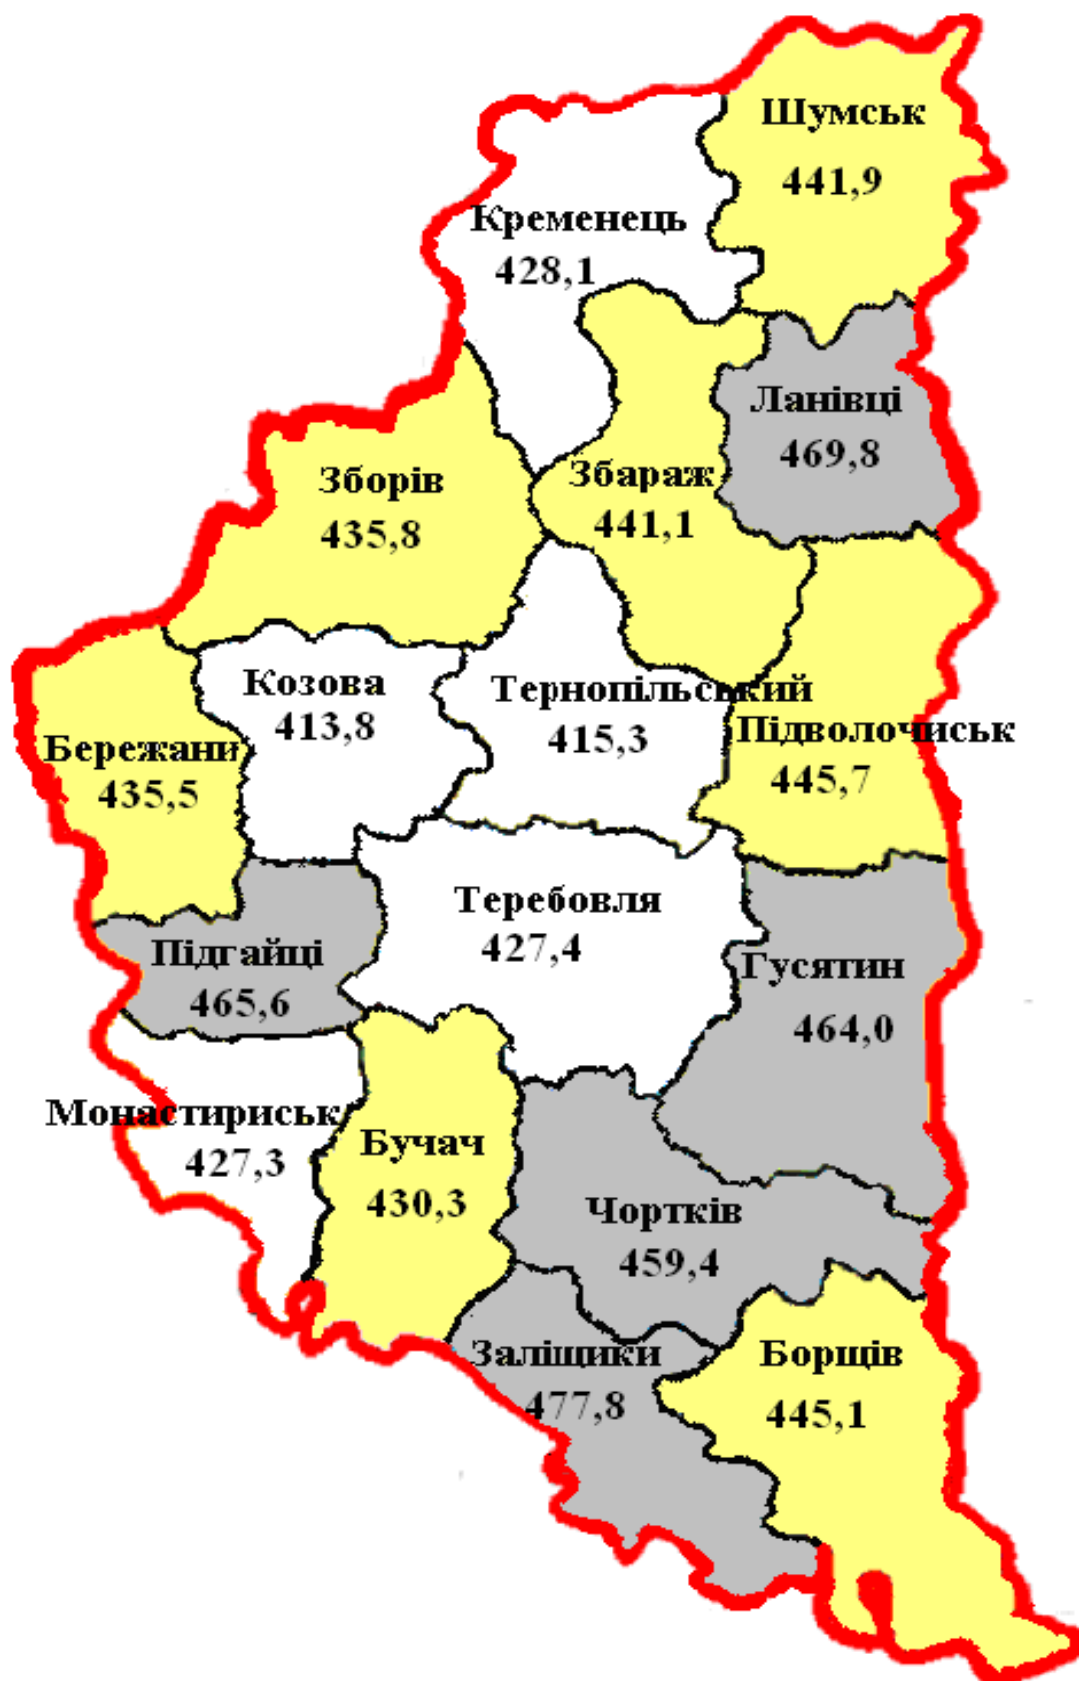 Шумськ
441,9
Кременець
428,1
Ланівці
469,8
Збараж
441,1
Зборів
435,8
Козова
413,8
Тернопільський
415,3
Підволочиськ
445,7
Бережани
435,5
Теребовля
427,4
Підгайці
465,6
Гусятин
464,0
Монастириськ
427,3
Бучач
430,3
Чортків
459,4
Заліщики
477,8
Борщів
445,1